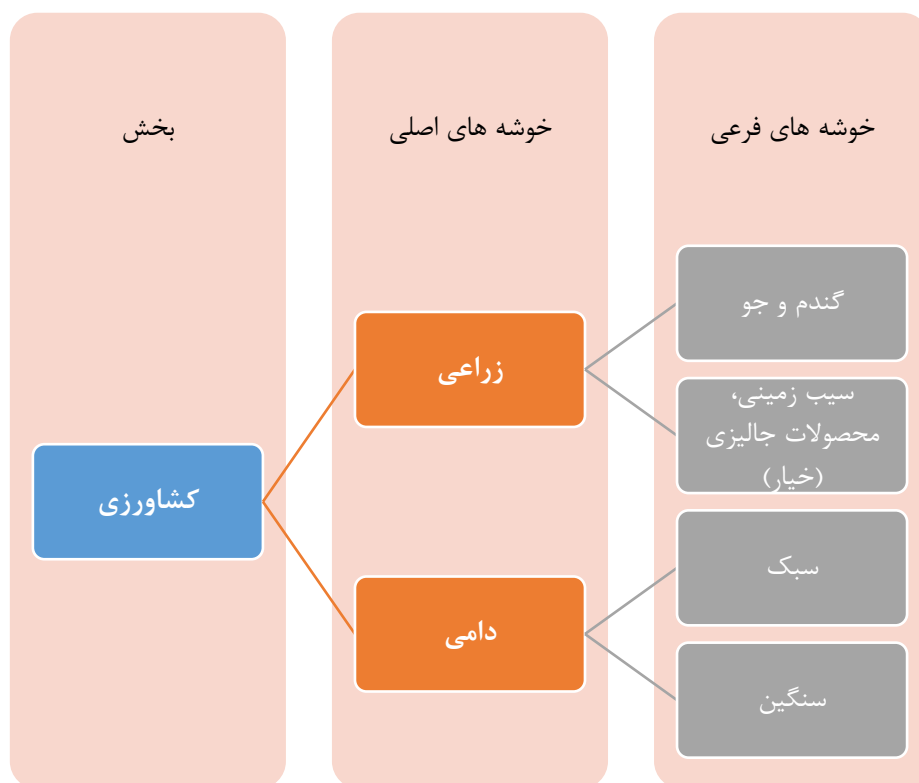 بخش
خوشه های اصلی
خوشه های فرعی
کشاورزی
زراعی
دامی
گندم و جو
سیب زمینی،
محصولات جالیزی
(خیار)
سبک
سنگین